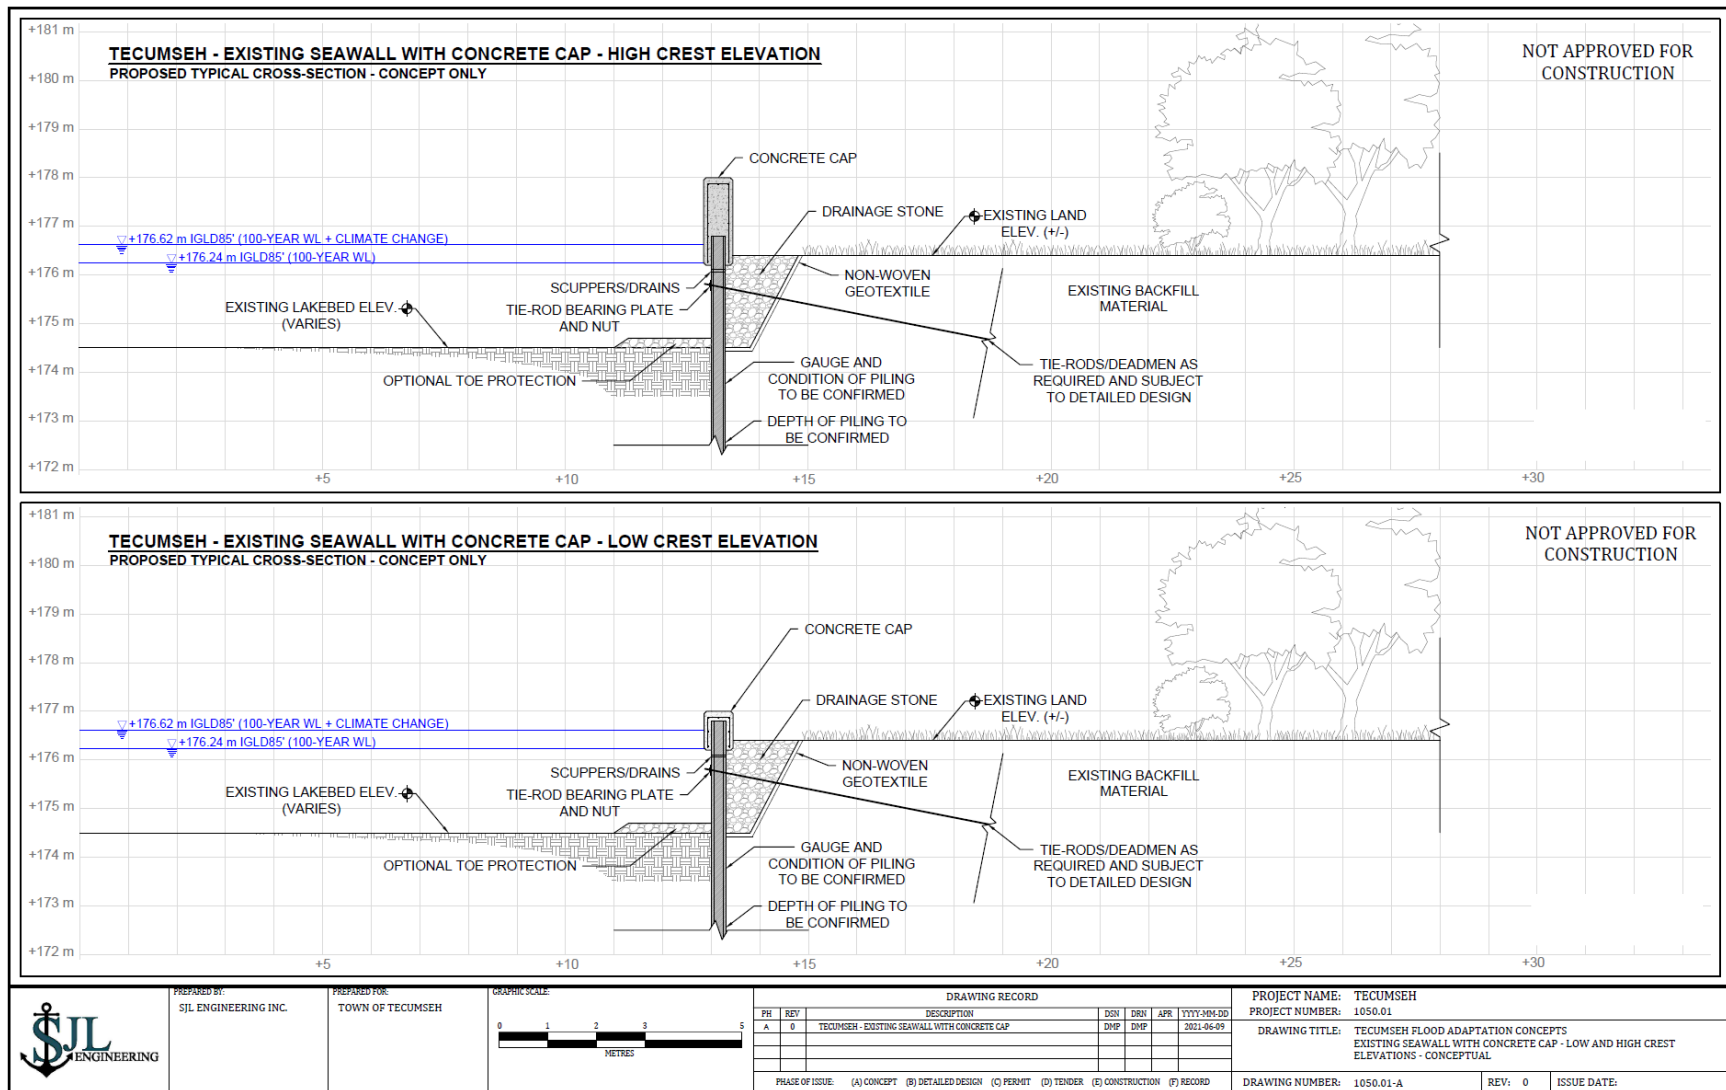 +181 m
TECUMSEH - EXISTING SEAWALL WITH CONCRETE CAP - HIGH CREST ELEVATION
PROPOSED TYPICAL CROSS-SECTION - CONCEPT ONLY
NOT APPROVED FOR
CONSTRUCTION
+180 m
+179 m
+178 m
+177 m
+176 m
+175 m
+174 m
+173 m
+172 m
CONCRETE CAP
DRAINAGE STONE
EXISTING LAND
ELEV. (+/-)
+176.62 m IGLD85' (100-YEAR WL + CLIMATE CHANGE)
+176.24 m IGLD85' (100-YEAR WL)
SCUPPERS/DRAINS
NON-WOVEN
GEOTEXTILE
EXISTING BACKFILL
MATERIAL
EXISTING LAKEBED ELEV.
(VARIES)
TIE-ROD BEARING PLATE
AND NUT
OPTIONAL TOE PROTECTION
GAUGE AND
CONDITION OF PILING
TO BE CONFIRMED
TIE-RODS/DEADMEN AS
REQUIRED AND SUBJECT
TO DETAILED DESIGN
DEPTH OF PILING TO
BE CONFIRMED
+5 +10 +15 +20 +25 +30
+181 m
TECUMSEH - EXISTING SEAWALL WITH CONCRETE CAP - LOW CREST ELEVATION
PROPOSED TYPICAL CROSS-SECTION - CONCEPT ONLY
NOT APPROVED FOR
CONSTRUCTION
+180 m
+179 m
+178 m
+177 m
+176 m
+175 m
+174 m
+173 m
+172 m
CONCRETE CAP
DRAINAGE STONE
EXISTING LAND
ELEV. (+/-)
+176.62 m IGLD85' (100-YEAR WL + CLIMATE CHANGE)
+176.24 m IGLD85' (100-YEAR WL)
SCUPPERS/DRAINS
NON-WOVEN
GEOTEXTILE
EXISTING BACKFILL
MATERIAL
EXISTING LAKEBED ELEV.
(VARIES)
TIE-ROD BEARING PLATE
AND NUT
OPTIONAL TOE PROTECTION
GAUGE AND
CONDITION OF PILING
TO BE CONFIRMED
TIE-RODS/DEADMEN AS
REQUIRED AND SUBJECT
TO DETAILED DESIGN
DEPTH OF PILING TO
BE CONFIRMED
+5 +10 +15 +20 +25 +30
SJL
ENGINEERING
PREPARED BY:
SJL ENGINEERING INC.
PREPARED FOR:
TOWN OF TECUMSEH
GRAPHIC SCALE:
0 1 2 3 5
METRES
DRAWING RECORD
PH REV DESCRIPTION DSN DRN APR YYYY-MM-DD
A 0 TECUMSEH - EXISTING SEAWALL WITH CONCRETE CAP DMP DMP 2021-06-09
PHASE OF ISSUE: (A) CONCEPT (B) DETAILED DESIGN (C) PERMIT (D) TENDER (E) CONSTRUCTION (F) RECORD
PROJECT NAME: TECUMSEH
PROJECT NUMBER: 1050.01
DRAWING TITLE: TECUMSEH FLOOD ADAPTATION CONCEPTS
EXISTING SEAWALL WITH CONCRETE CAP - LOW AND HIGH CREST
ELEVATIONS - CONCEPTUAL
DRAWING NUMBER: 1050.01-A REV: 0 ISSUE DATE: